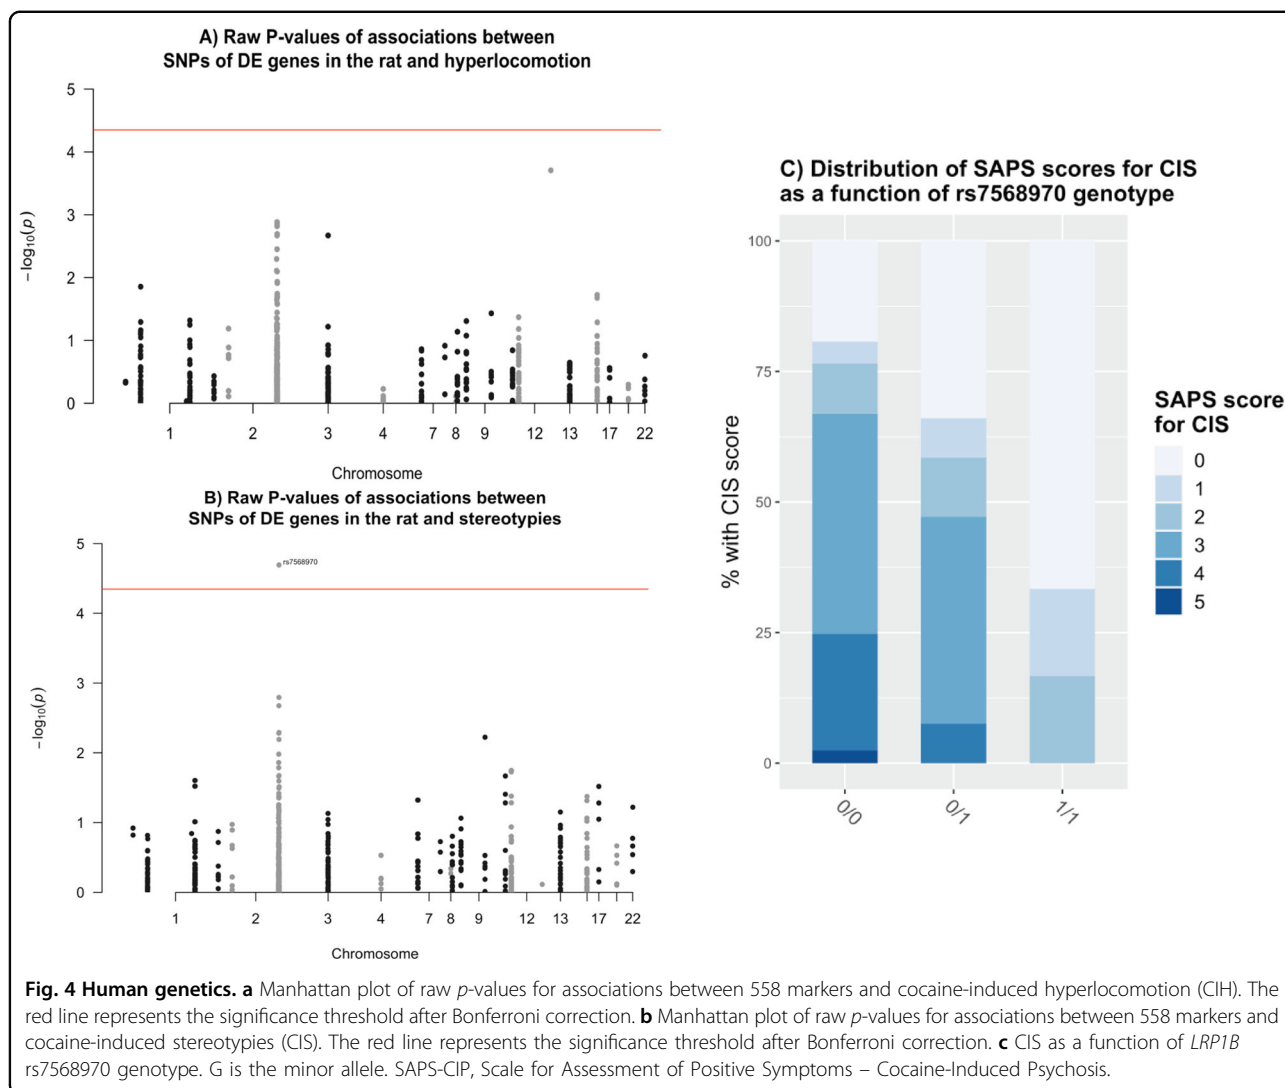 A) Raw P-values of associations between
SNPs of DE genes in the rat and hyperlocomotion
5
4
3
2
1
0
−log10(p)
1 2 3 4 7 8 9 12 13 17 22
Chromosome
B) Raw P-values of associations between
SNPs of DE genes in the rat and stereotypies
5
4
3
2
1
0
−log10(p)
rs7568970
1 2 3 4 7 8 9 12 13 17 22
Chromosome
C) Distribution of SAPS scores for CIS
as a function of rs7568970 genotype
100
75
50
25
0
% with CIS score
0/0 0/1 1/1
SAPS score
for CIS
0
1
2
3
4
5
Fig. 4 Human genetics. a Manhattan plot of raw p-values for associations between 558 markers and cocaine-induced hyperlocomotion (CIH). The
red line represents the significance threshold after Bonferroni correction. b Manhattan plot of raw p-values for associations between 558 markers and
cocaine-induced stereotypies (CIS). The red line represents the significance threshold after Bonferroni correction. c CIS as a function of LRP1B
rs7568970 genotype. G is the minor allele. SAPS-CIP, Scale for Assessment of Positive Symptoms – Cocaine-Induced Psychosis.